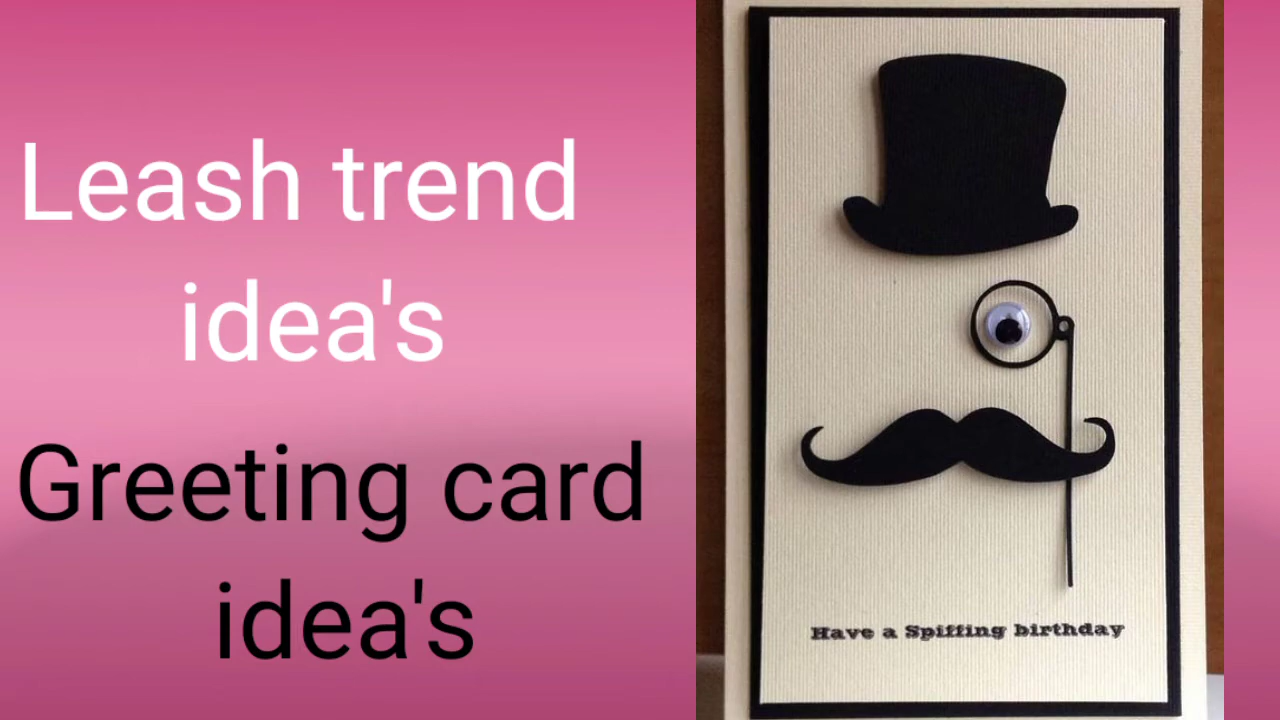 Leash trend
idea's
Greeting card
idea's
Have a Spiffing birthday